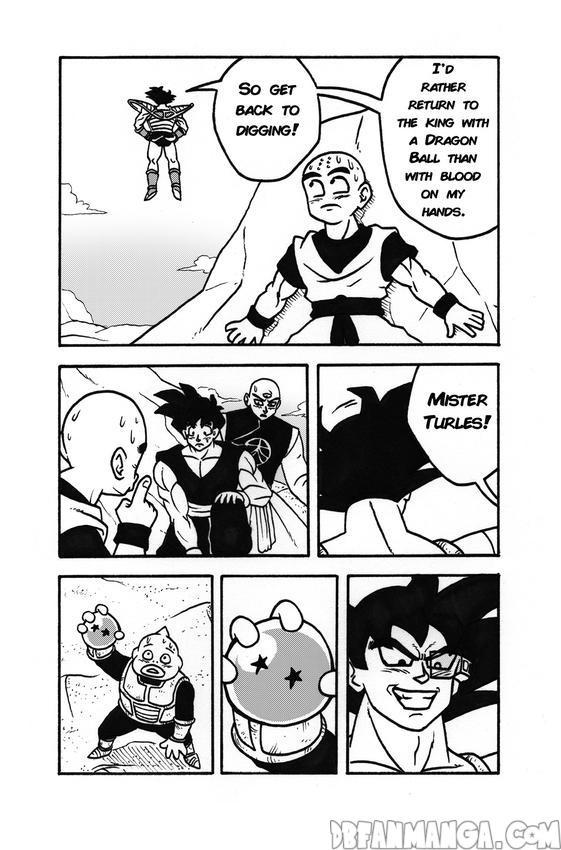 I'd
rather
return to
the king with
a Dragon
Ball than
with blood
on my
hands.
So get
back to
digging!
Mister
Turles!
DBFANMANGA.COM